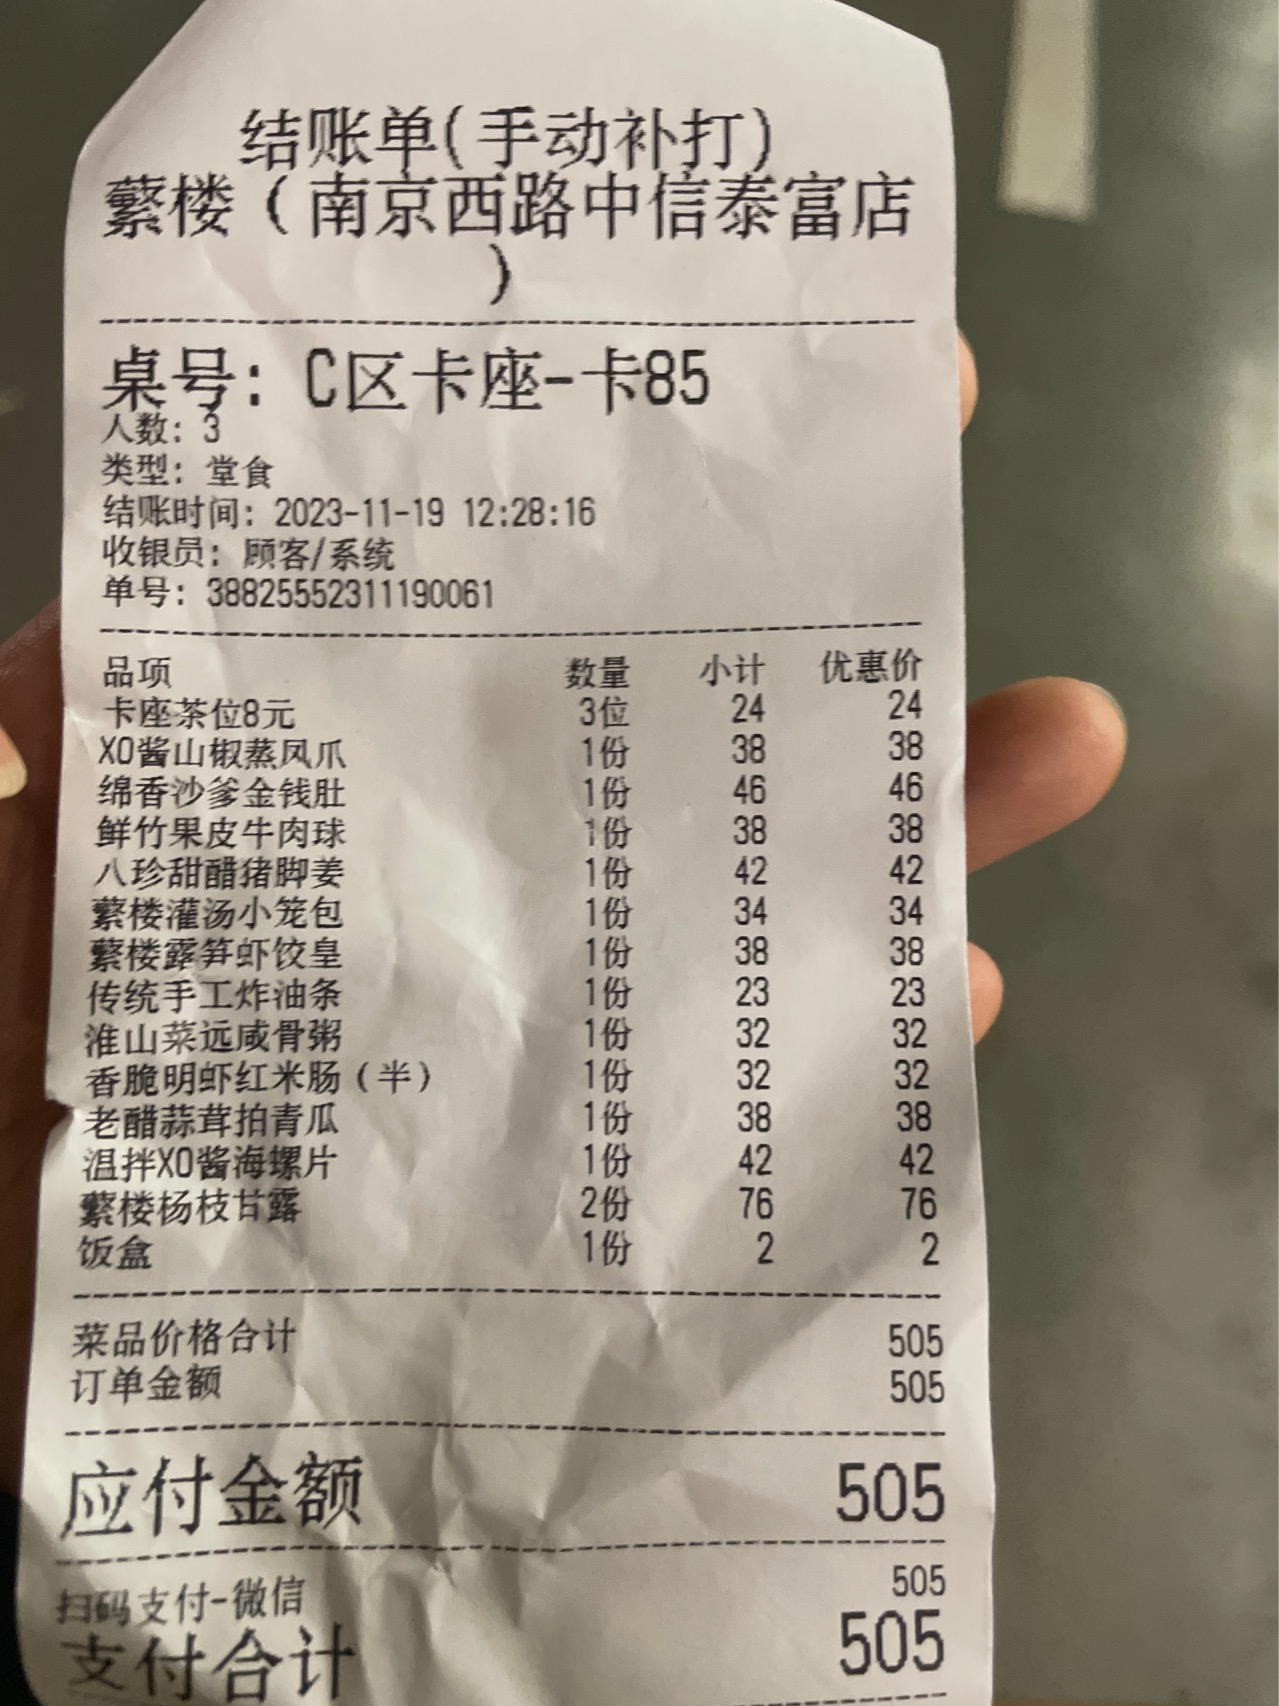 结账单(手动补打)
蘩楼（南京西路中信泰富店
）
桌号: C区卡座-卡85
人数: 3
类型: 堂食
结账时间: 2023-11-19 12:28:16
收银员: 顾客/系统
单号: 38825552311190061
品项 数量 小计 优惠价
卡座茶位8元 3位 24 24
XO酱山椒蒸凤爪 1份 38 38
绵香沙爹金钱肚 1份 46 46
鲜竹果皮牛肉球 1份 38 38
八珍甜醋猪脚姜 1份 42 42
蘩楼灌汤小笼包 1份 34 34
蘩楼露笋虾饺皇 1份 38 38
传统手工炸油条 1份 23 23
淮山菜远咸骨粥 1份 32 32
香脆明虾红米肠（半） 1份 32 32
老醋蒜茸拍青瓜 1份 38 38
温拌XO酱海螺片 1份 42 42
蘩楼杨枝甘露 2份 76 76
饭盒 1份 2 2
菜品价格合计 505
订单金额 505
应付金额 505
扫码支付-微信 505
支付合计 505